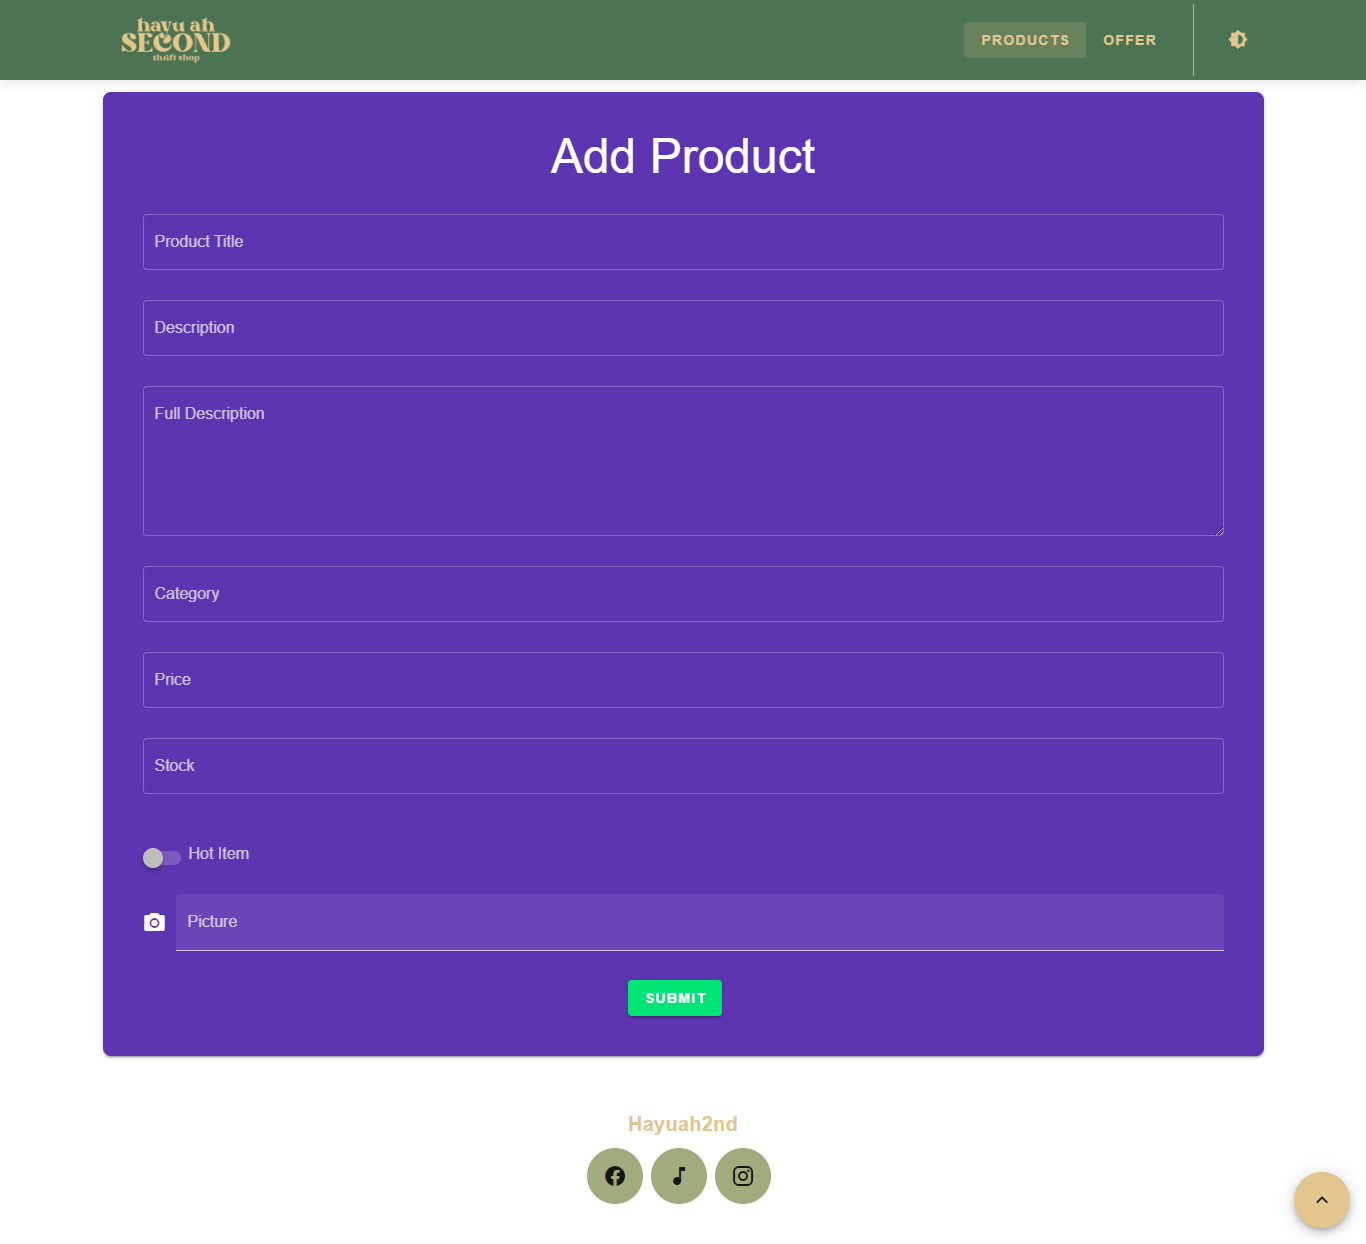 hayu ah
SECOND
thrift shop
PRODUCTS
OFFER
Add Product
Product Title
Description
Full Description
Category
Price
Stock
Hot Item
Picture
SUBMIT
Hayuah2nd